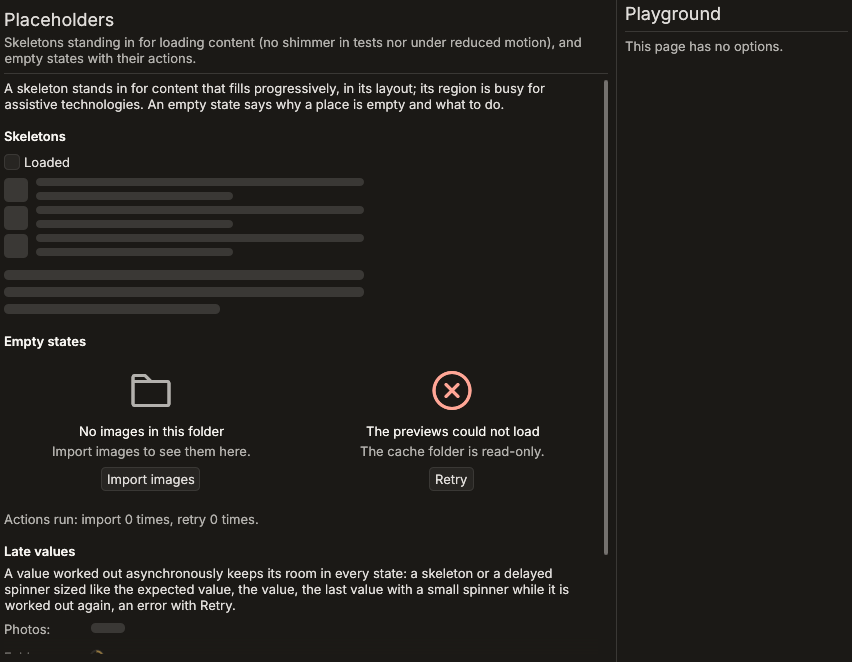 Placeholders
Skeletons standing in for loading content (no shimmer in tests nor under reduced motion), and
empty states with their actions.
A skeleton stands in for content that fills progressively, in its layout; its region is busy for
assistive technologies. An empty state says why a place is empty and what to do.
Skeletons
Loaded
Empty states
No images in this folder
Import images to see them here.
Import images
The previews could not load
The cache folder is read-only.
Retry
Actions run: import 0 times, retry 0 times.
Late values
A value worked out asynchronously keeps its room in every state: a skeleton or a delayed
spinner sized like the expected value, the value, the last value with a small spinner while it is
worked out again, an error with Retry.
Photos:
Playground
This page has no options.